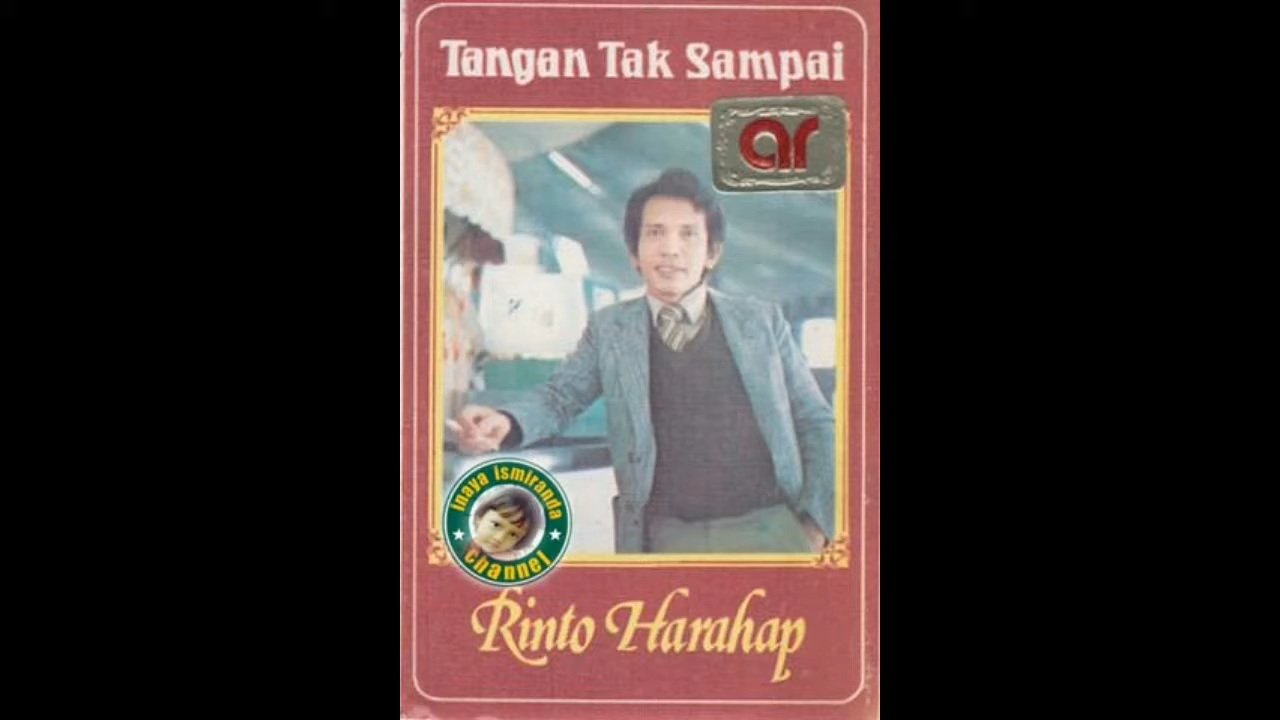 Tangan Tak Sampai
ar
inaya ismiranda
channel
Rinto Harahap